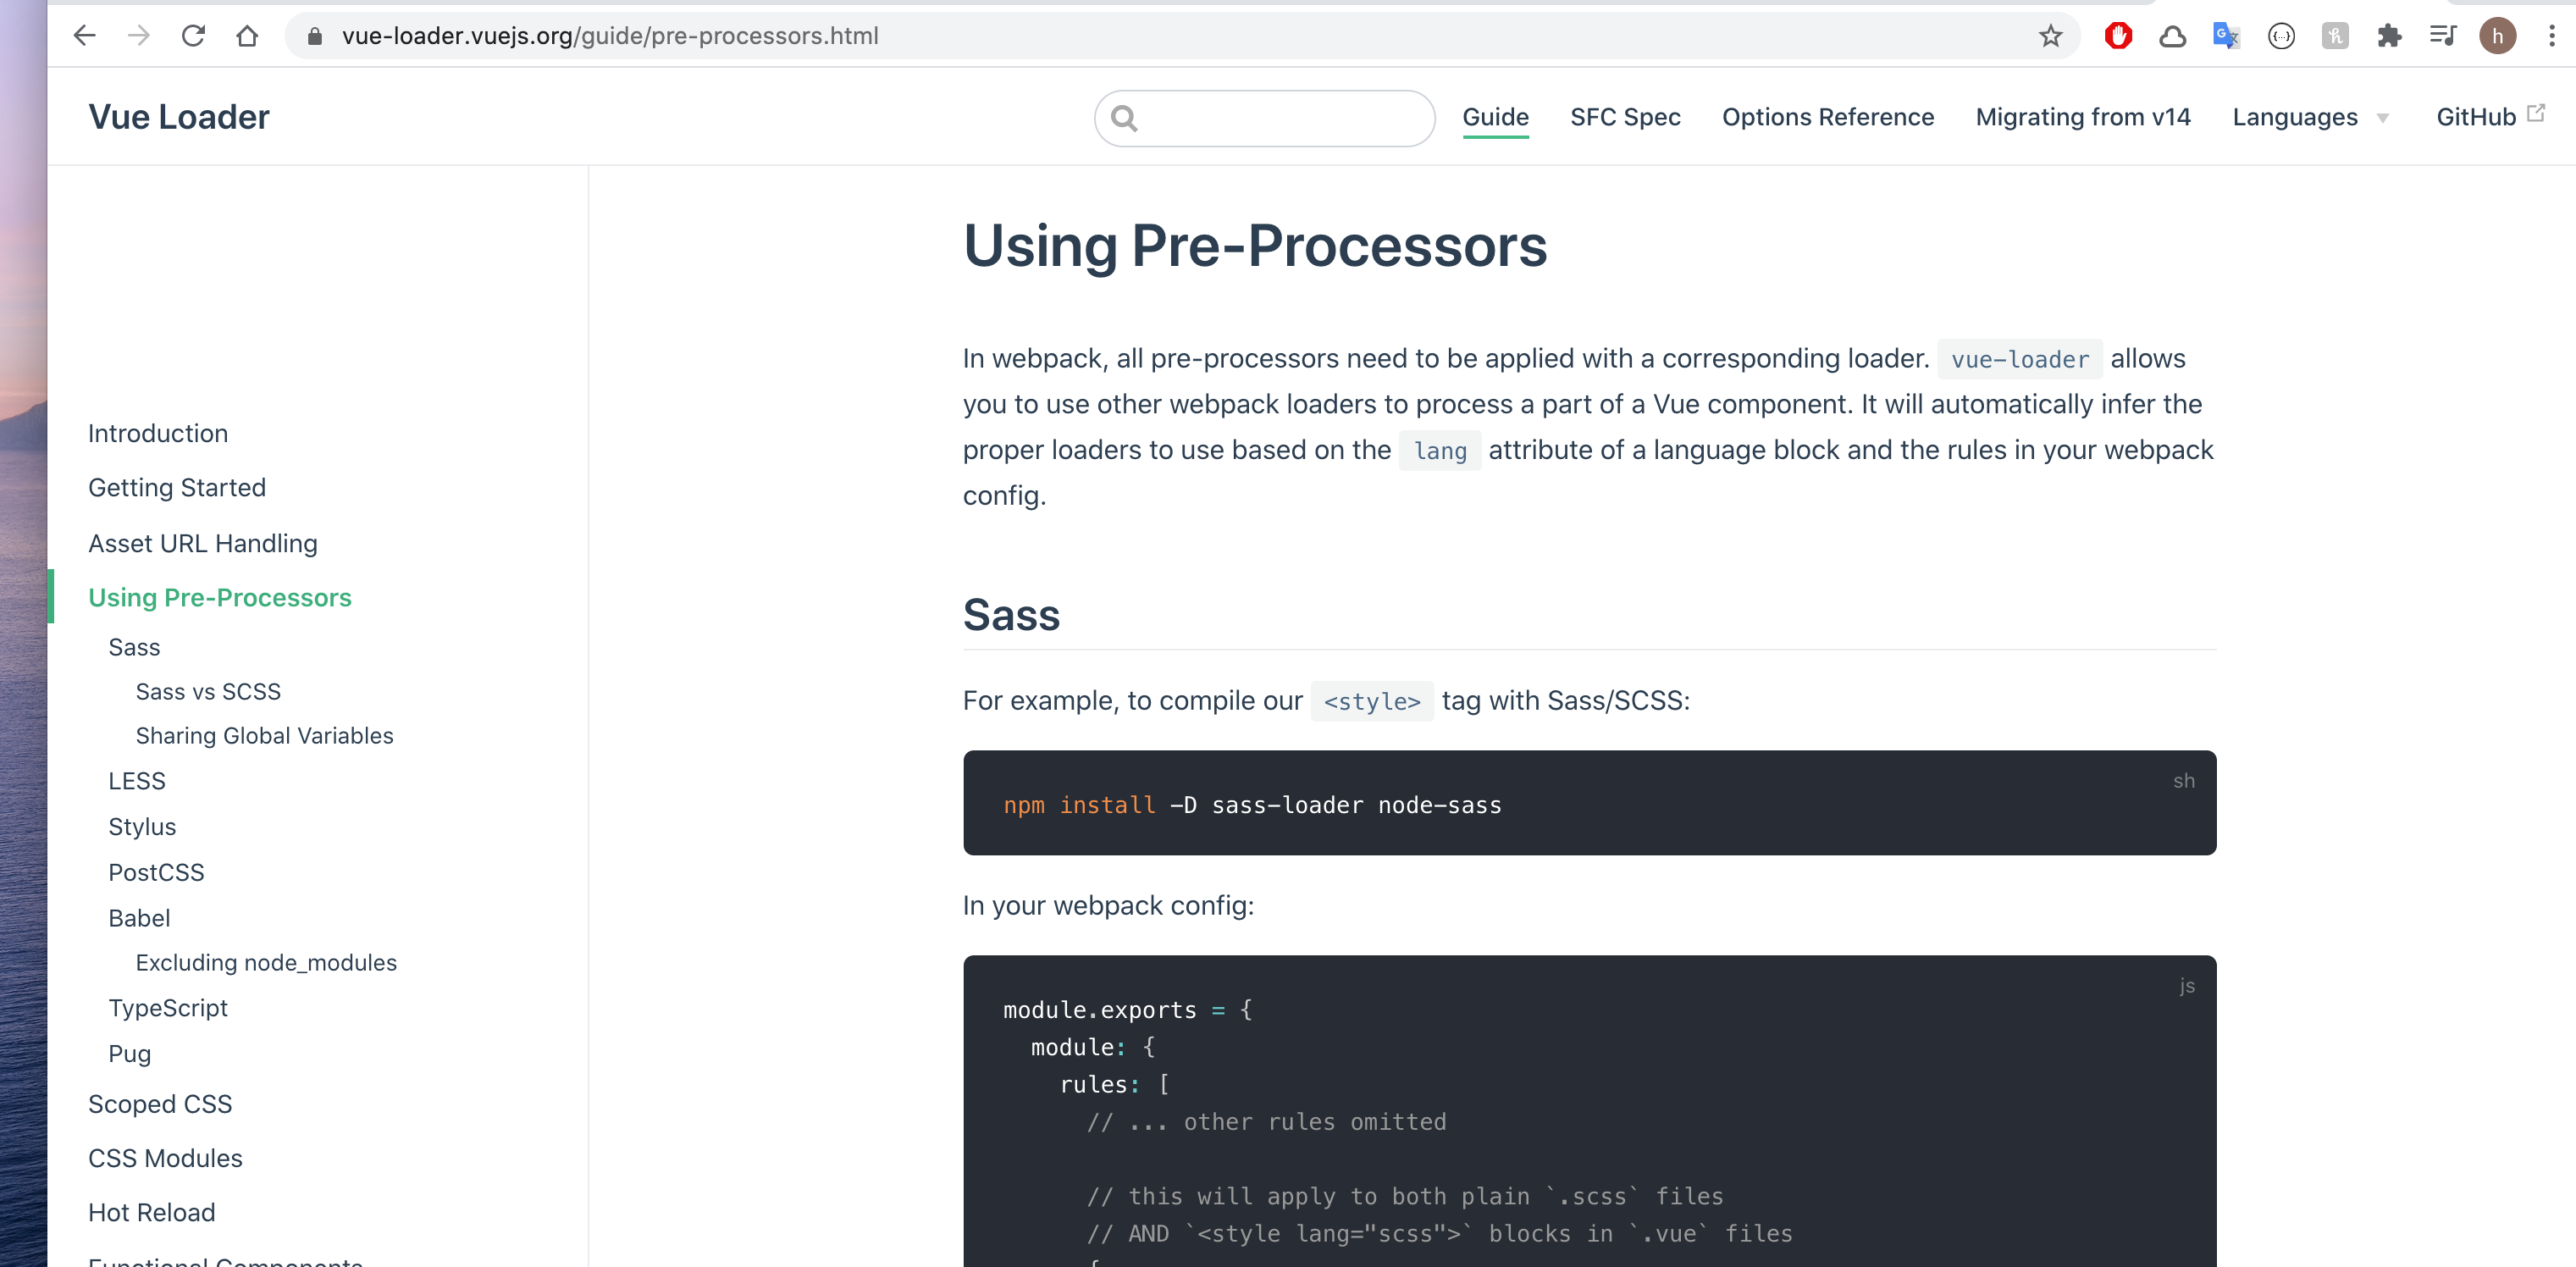 vue-loader.vuejs.org/guide/pre-processors.html
h
Vue Loader
Guide
SFC Spec
Options Reference
Migrating from v14
Languages
GitHub
Introduction
Getting Started
Asset URL Handling
Using Pre-Processors
Sass
Sass vs SCSS
Sharing Global Variables
LESS
Stylus
PostCSS
Babel
Excluding node_modules
TypeScript
Pug
Scoped CSS
CSS Modules
Hot Reload
Functional Components
Using Pre-Processors
In webpack, all pre-processors need to be applied with a corresponding loader. vue-loader allows
you to use other webpack loaders to process a part of a Vue component. It will automatically infer the
proper loaders to use based on the lang attribute of a language block and the rules in your webpack
config.
Sass
For example, to compile our <style> tag with Sass/SCSS:
sh
npm install -D sass-loader node-sass
In your webpack config:
js
module.exports = {
  module: {
    rules: [
      // ... other rules omitted
      // this will apply to both plain `.scss` files
      // AND `<style lang="scss">` blocks in `.vue` files
      {